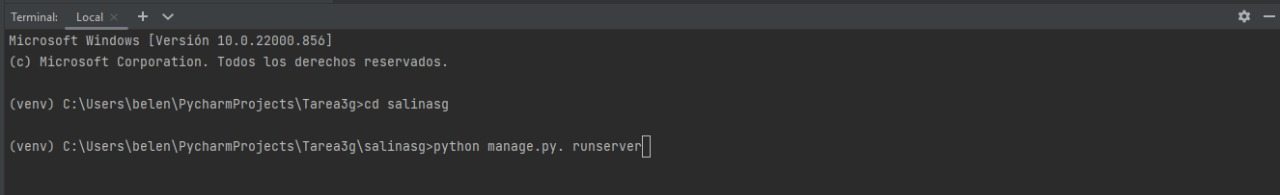 Terminal: Local × + 
Microsoft Windows [Versión 10.0.22000.856]
(c) Microsoft Corporation. Todos los derechos reservados.
(venv) C:\Users\belen\PycharmProjects\Tarea3g>cd salinasg
(venv) C:\Users\belen\PycharmProjects\Tarea3g\salinasg>python manage.py. runserver